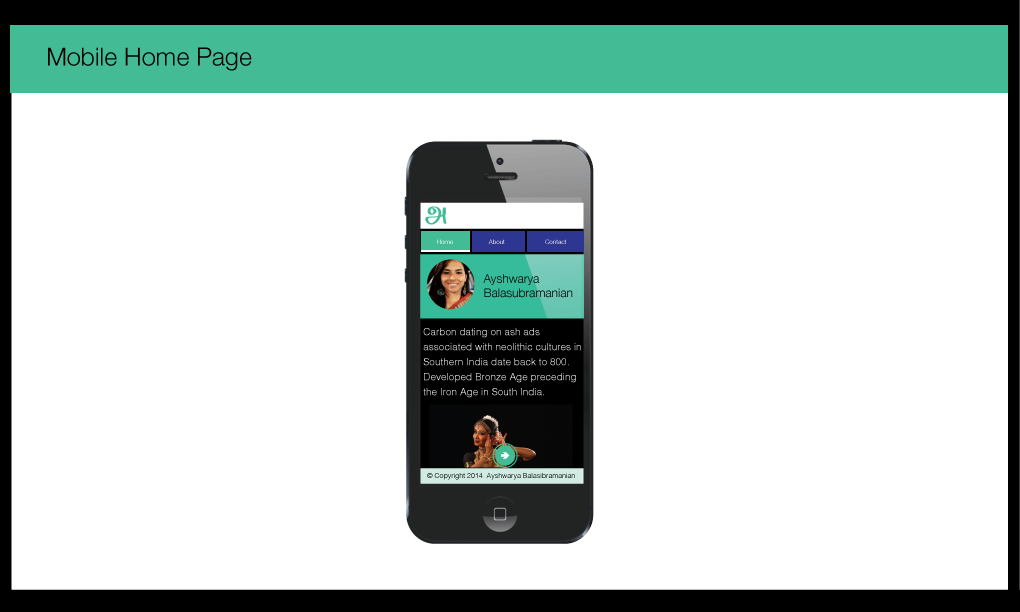 Mobile Home Page
அ
Home About Contact
Ayshwarya
Balasubramanian
Carbon dating on ash ads
associated with neolithic cultures in
Southern India date back to 800.
Developed Bronze Age preceding
the Iron Age in South India.
© Copyright 2014 Ayshwarya Balasibramanian